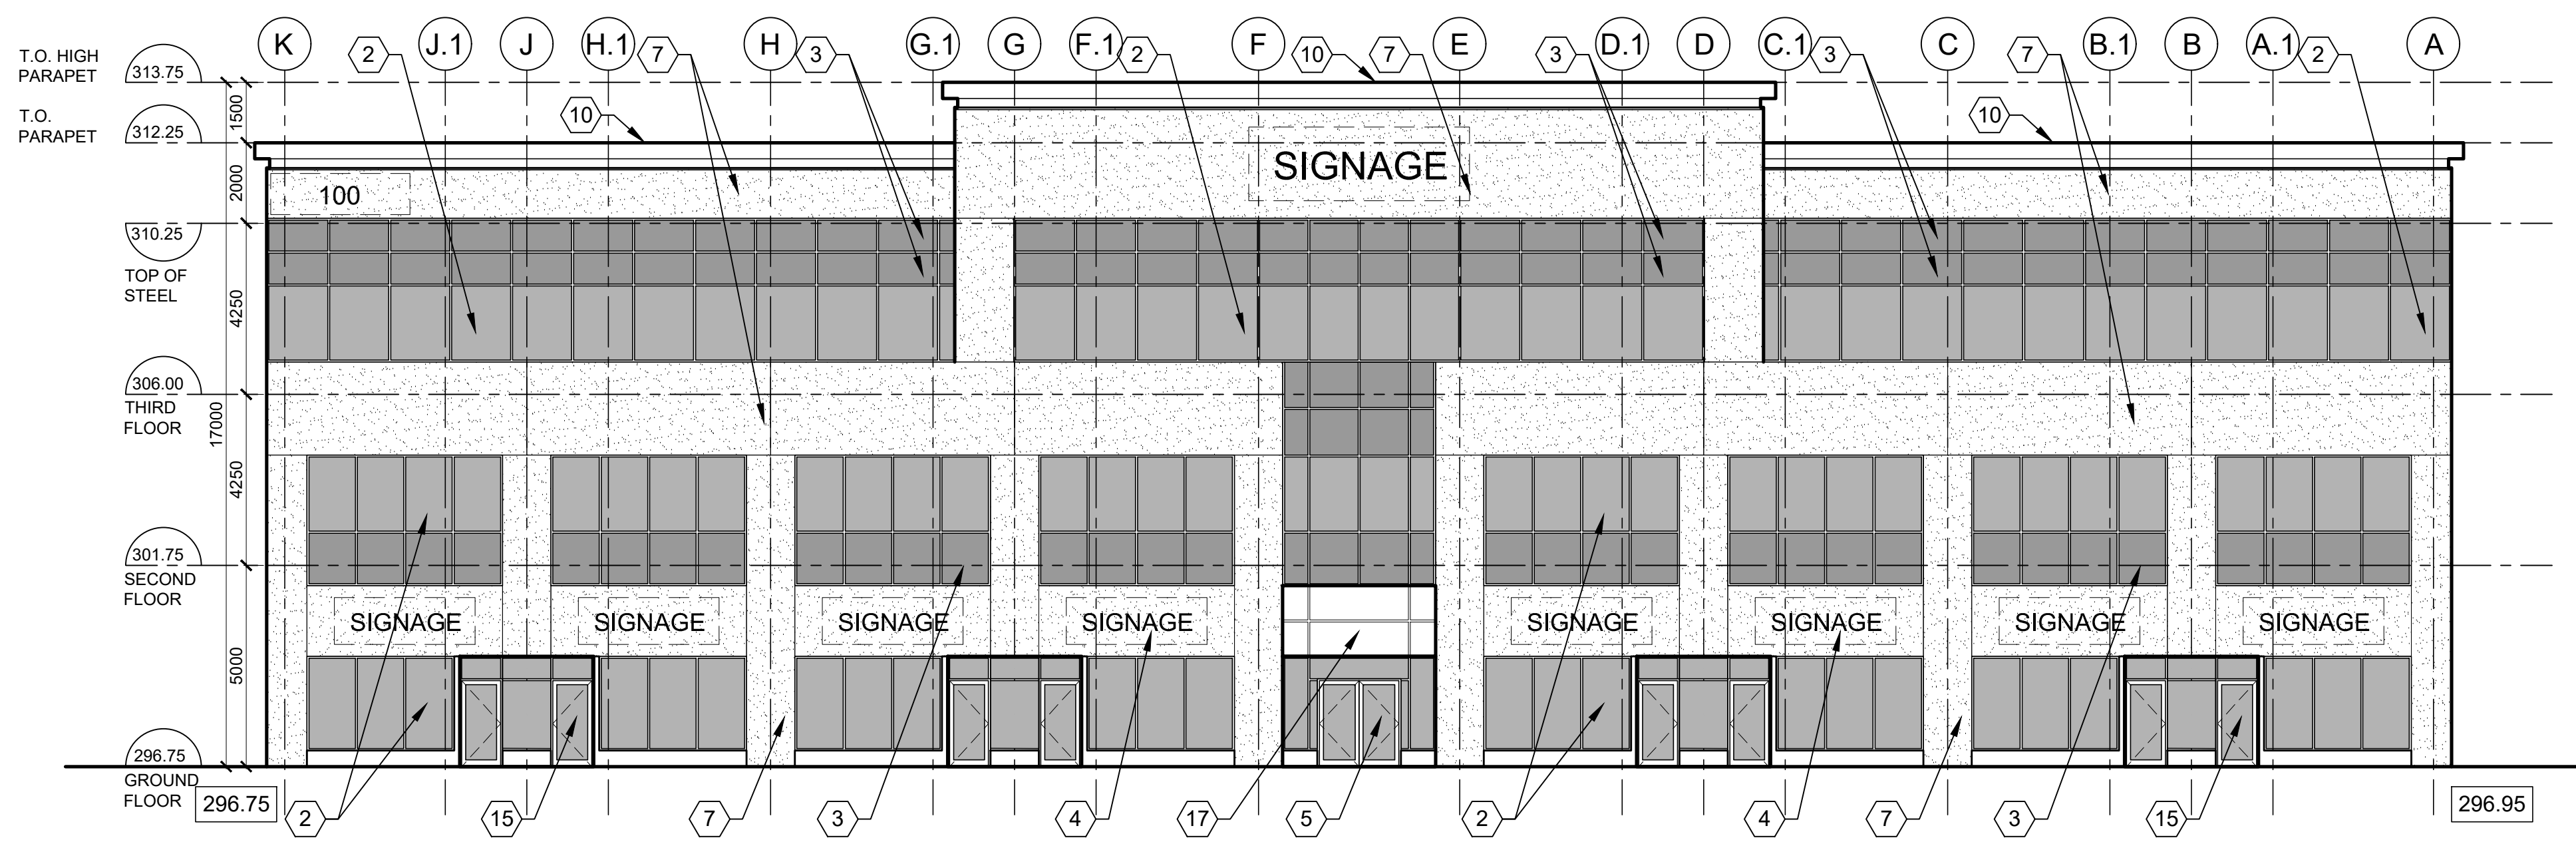 K 2 J.1 J H.1 7 H 3 G.1 G F.1 2 F 10 7 E 3 D.1 D C.1 3 C 7 B.1 B A.1 2 A
T.O. HIGH
PARAPET
313.75
1500
T.O.
PARAPET
312.25
10
10
SIGNAGE
2000
100
310.25
TOP OF
STEEL
4250
306.00
THIRD
FLOOR
17000
4250
301.75
SECOND
FLOOR
SIGNAGE SIGNAGE SIGNAGE SIGNAGE SIGNAGE SIGNAGE SIGNAGE SIGNAGE
5000
296.75
GROUND
FLOOR
296.75
2 15 7 3 4 17 5 2 4 7 3 15
296.95